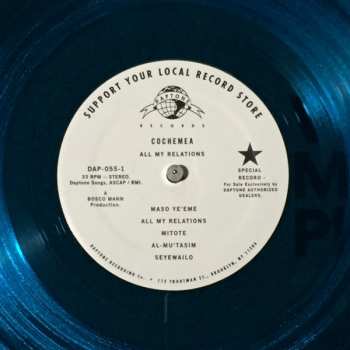 SUPPORT YOUR LOCAL RECORD STORE
DAPTONE
RECORDS
COCHEMEA
ALL MY RELATIONS
DAP-055-1
33 RPM - STEREO.
Daptone Songs, ASCAP / BMI.
A
BOSCO MANN
Production.
SPECIAL
RECORD -
For Sale Exclusively by
DAPTONE AUTHORIZED
DEALERS.
MASO YE'EME
ALL MY RELATIONS
MITOTE
AL-MU'TASIM
SEYEWAILO
DAPTONE RECORDING Co. • 115 TROUTMAN ST., BROOKLYN, NY 11206
VMP